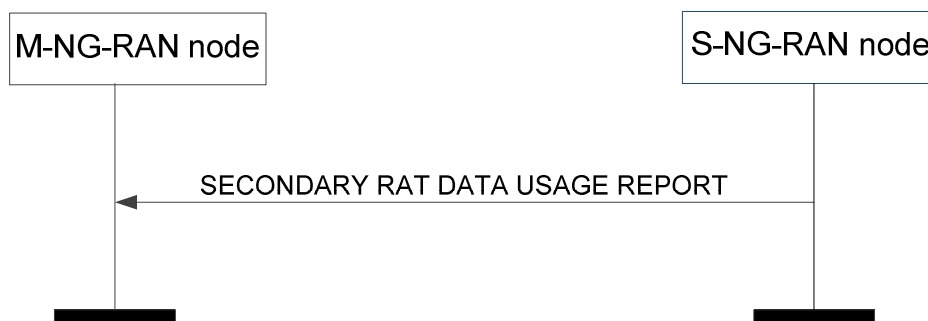 M-NG-RAN node
S-NG-RAN node
SECONDARY RAT DATA USAGE REPORT